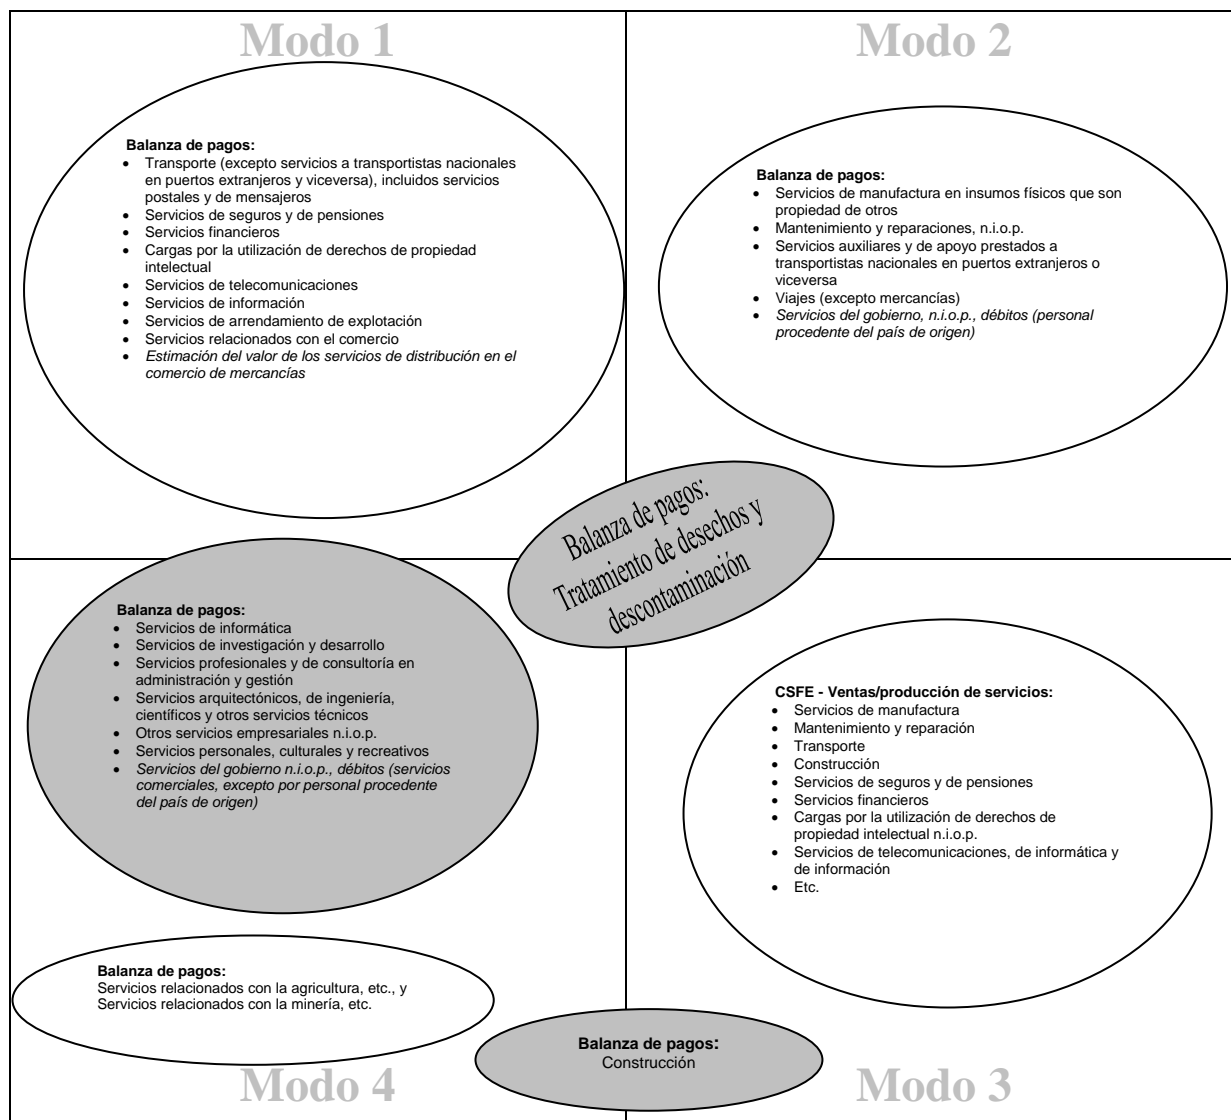 Modo 1
Balanza de pagos:
• Transporte (excepto servicios a transportistas nacionales
en puertos extranjeros y viceversa), incluidos servicios
postales y de mensajeros
• Servicios de seguros y de pensiones
• Servicios financieros
• Cargas por la utilización de derechos de propiedad
intelectual
• Servicios de telecomunicaciones
• Servicios de información
• Servicios de arrendamiento de explotación
• Servicios relacionados con el comercio
• Estimación del valor de los servicios de distribución en el
comercio de mercancías
Modo 2
Balanza de pagos:
• Servicios de manufactura en insumos físicos que son
propiedad de otros
• Mantenimiento y reparaciones, n.i.o.p.
• Servicios auxiliares y de apoyo prestados a
transportistas nacionales en puertos extranjeros o
viceversa
• Viajes (excepto mercancías)
• Servicios del gobierno, n.i.o.p., débitos (personal
procedente del país de origen)
Balanza de pagos:
Tratamiento de desechos y
descontaminación
Balanza de pagos:
• Servicios de informática
• Servicios de investigación y desarrollo
• Servicios profesionales y de consultoría en
administración y gestión
• Servicios arquitectónicos, de ingeniería,
científicos y otros servicios técnicos
• Otros servicios empresariales n.i.o.p.
• Servicios personales, culturales y recreativos
• Servicios del gobierno n.i.o.p., débitos (servicios
comerciales, excepto por personal procedente
del país de origen)
Balanza de pagos:
Servicios relacionados con la agricultura, etc., y
Servicios relacionados con la minería, etc.
Modo 4
CSFE - Ventas/producción de servicios:
• Servicios de manufactura
• Mantenimiento y reparación
• Transporte
• Construcción
• Servicios de seguros y de pensiones
• Servicios financieros
• Cargas por la utilización de derechos de
propiedad intelectual n.i.o.p.
• Servicios de telecomunicaciones, de informática y
de información
• Etc.
Balanza de pagos:
Construcción
Modo 3